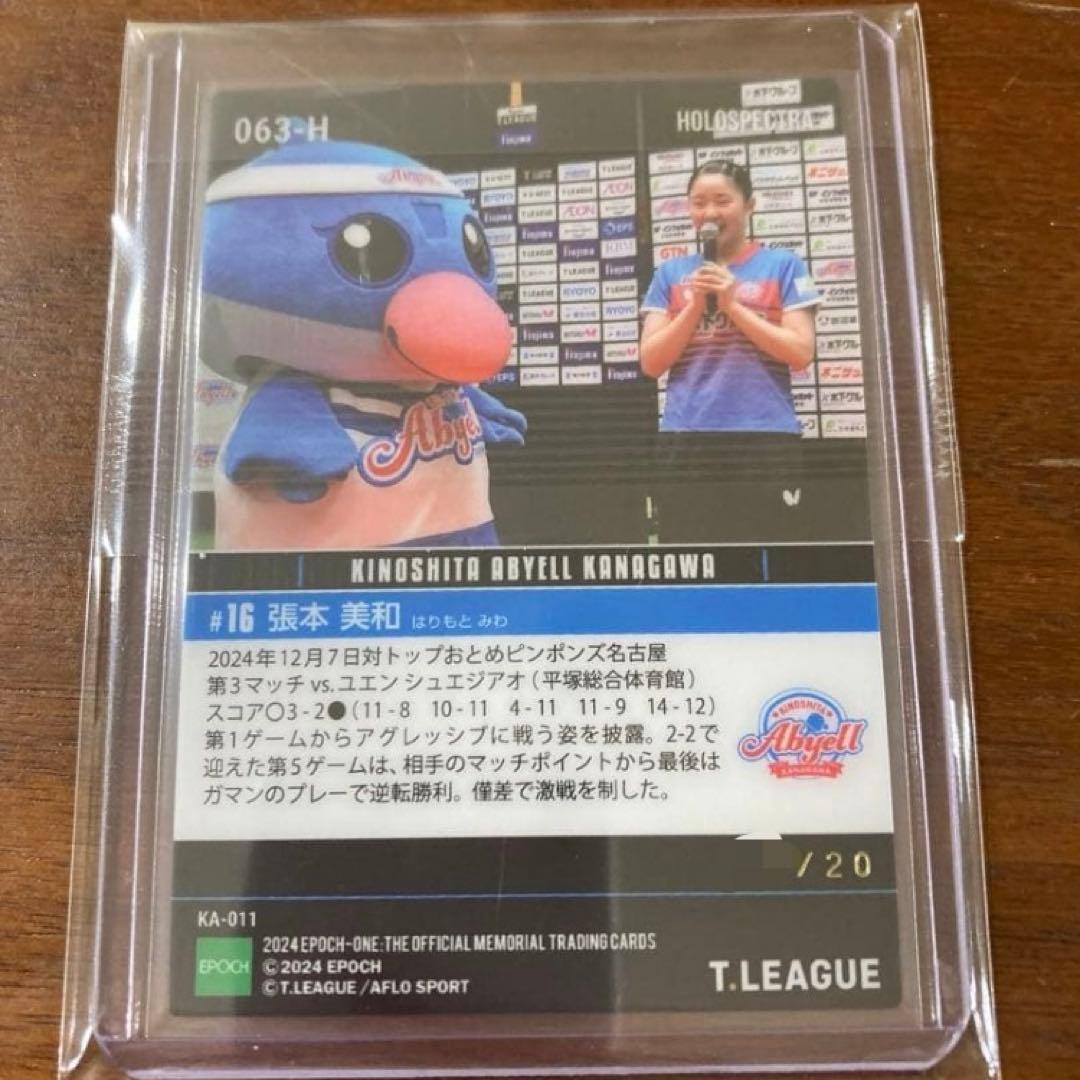 063-H
HOLOSPECTRA
KINOSHITA ABYELL KANAGAWA
#16 張本 美和 はりもと みわ
2024年12月7日対トップおとめピンポンズ名古屋
第3マッチ vs.ユエン シュエジアオ(平塚総合体育館)
スコア〇3-2●(11-8 10-11 4-11 11-9 14-12)
第1ゲームからアグレッシブに戦う姿を披露。2-2で
迎えた第5ゲームは、相手のマッチポイントから最後は
ガマンのプレーで逆転勝利。僅差で激戦を制した。
KINOSHITA
Abyell
KANAGAWA
/20
KA-011
EPOCH
2024 EPOCH-ONE:THE OFFICIAL MEMORIAL TRADING CARDS
©2024 EPOCH
©T.LEAGUE/AFLO SPORT
T.LEAGUE